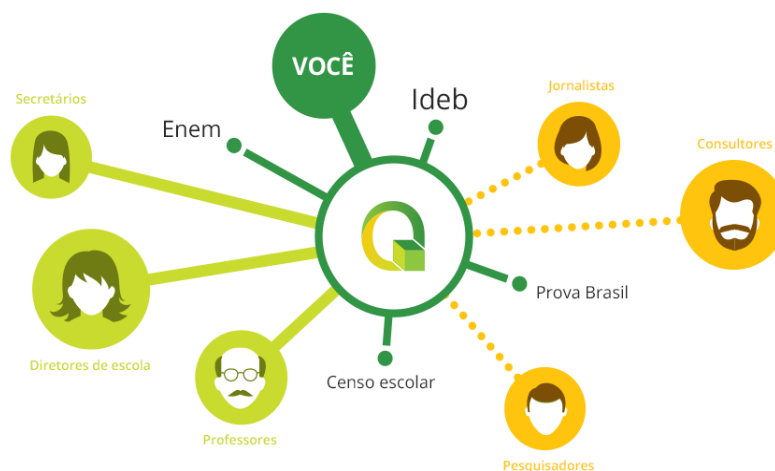 VOCÊ
Ideb
Enem
Secretários
Jornalistas
Consultores
Prova Brasil
Diretores de escola
Censo escolar
Professores
Pesquisadores